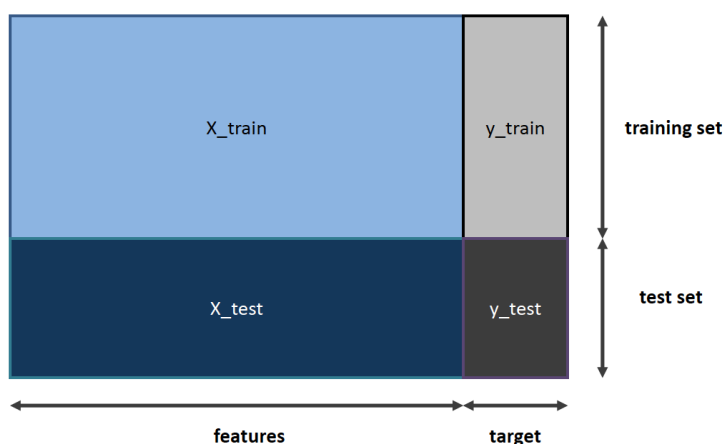 X_train
y_train
training set
X_test
y_test
test set
features
target